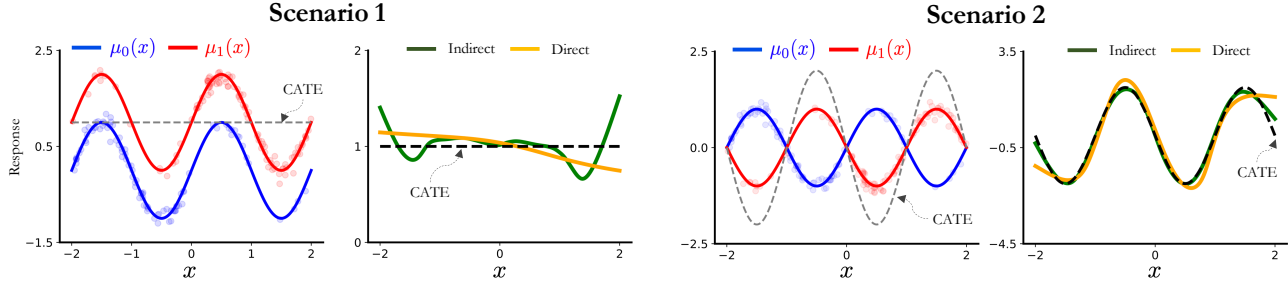 Scenario 1
Scenario 2
μ₀(x) μ₁(x)
2.5
0.5
−1.5
Response
CATE
−2 −1 0 1 2
x
Indirect Direct
2
1
0
CATE
−2 0 2
x
μ₀(x) μ₁(x)
2.5
0.0
−2.5
CATE
−2 0 2
x
Indirect Direct
3.5
−0.5
−4.5
CATE
−2 0 2
x